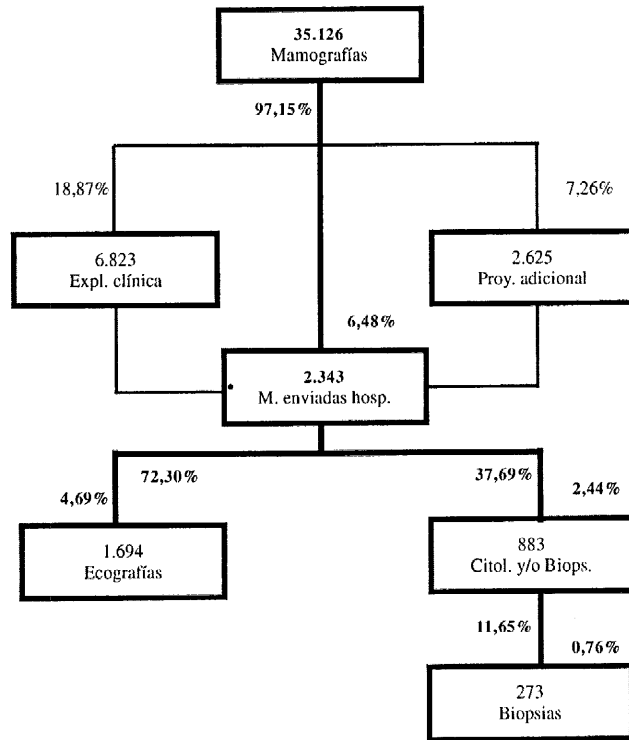 35.126
Mamografías
97,15%
18,87%
7,26%
6.823
Expl. clínica
2.625
Proy. adicional
6,48%
2.343
M. enviadas hosp.
72,30%
37,69%
4,69%
2,44%
1.694
Ecografías
883
Citol. y/o Biops.
11,65%
0,76%
273
Biopsias